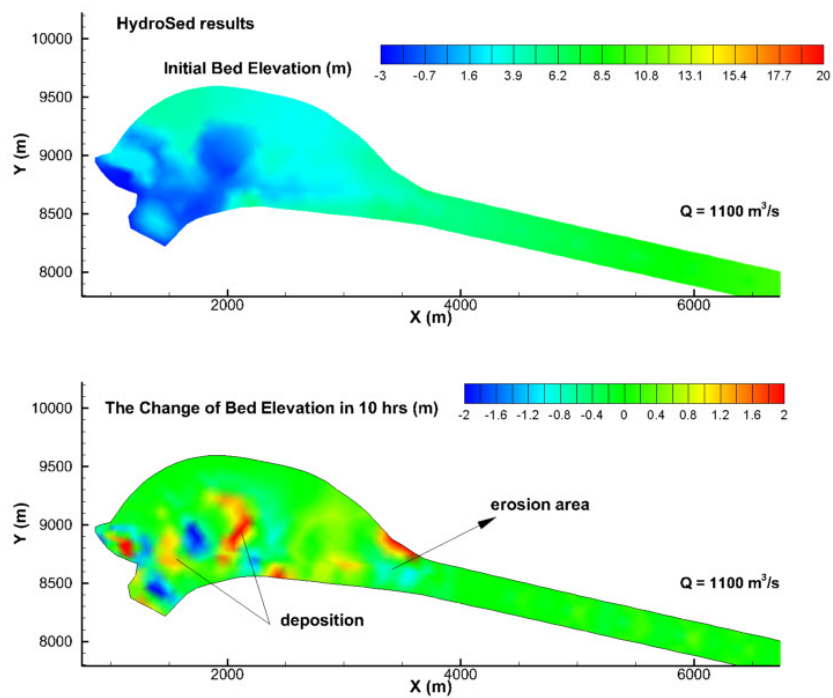 HydroSed results
Initial Bed Elevation (m)
-3 -0.7 1.6 3.9 6.2 8.5 10.8 13.1 15.4 17.7 20
10000
9500
9000
8500
8000
Y (m)
Q = 1100 m³/s
2000 4000 6000
X (m)
The Change of Bed Elevation in 10 hrs (m)
-2 -1.6 -1.2 -0.8 -0.4 0 0.4 0.8 1.2 1.6 2
10000
9500
9000
8500
8000
Y (m)
erosion area
Q = 1100 m³/s
deposition
2000 4000 6000
X (m)